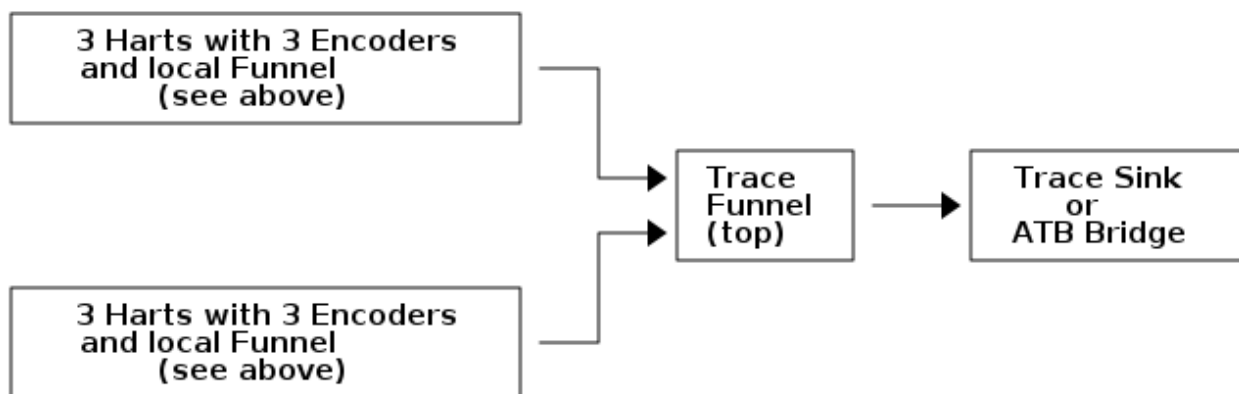 3 Harts with 3 Encoders
and local Funnel
(see above)
Trace
Funnel
(top)
Trace Sink
or
ATB Bridge
3 Harts with 3 Encoders
and local Funnel
(see above)